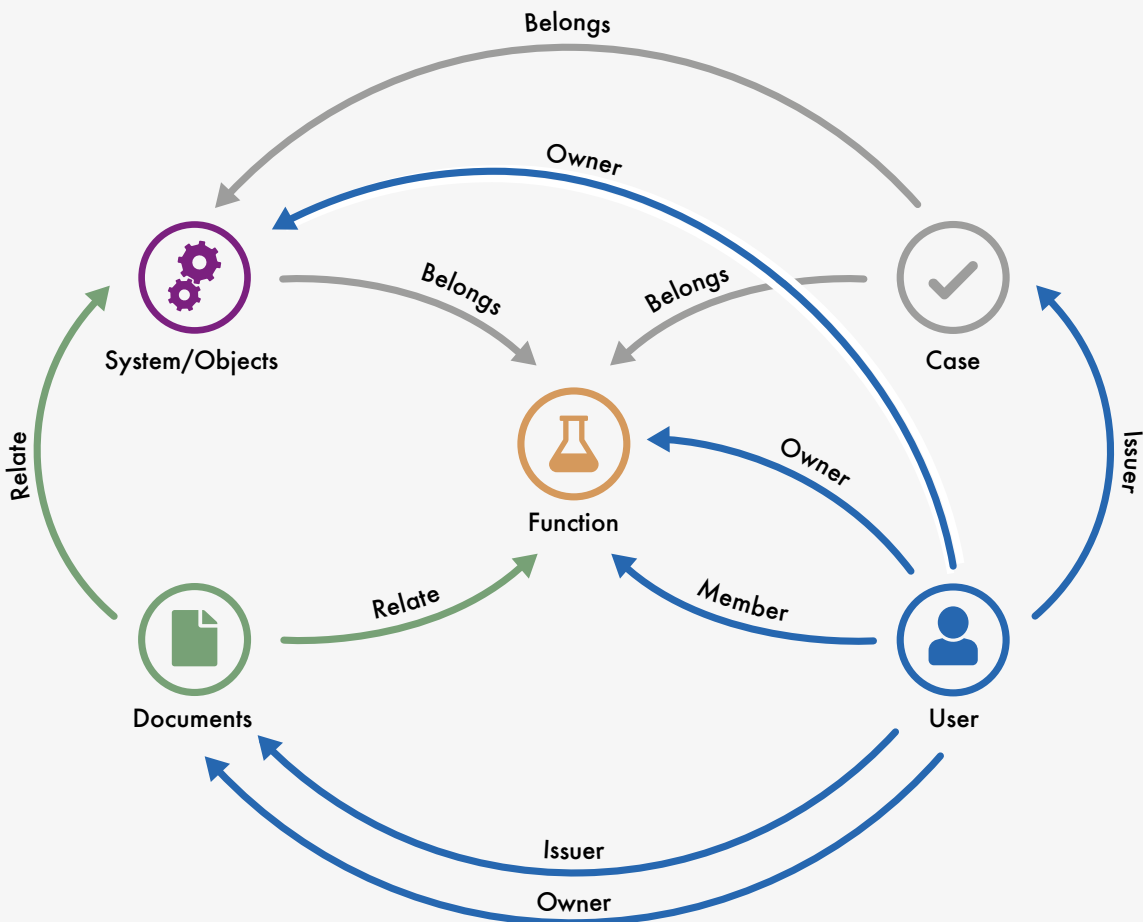 Belongs
Owner
Belongs
Belongs
System/Objects
Case
Relate
Issuer
Owner
Function
Relate
Member
Documents
User
Issuer
Owner